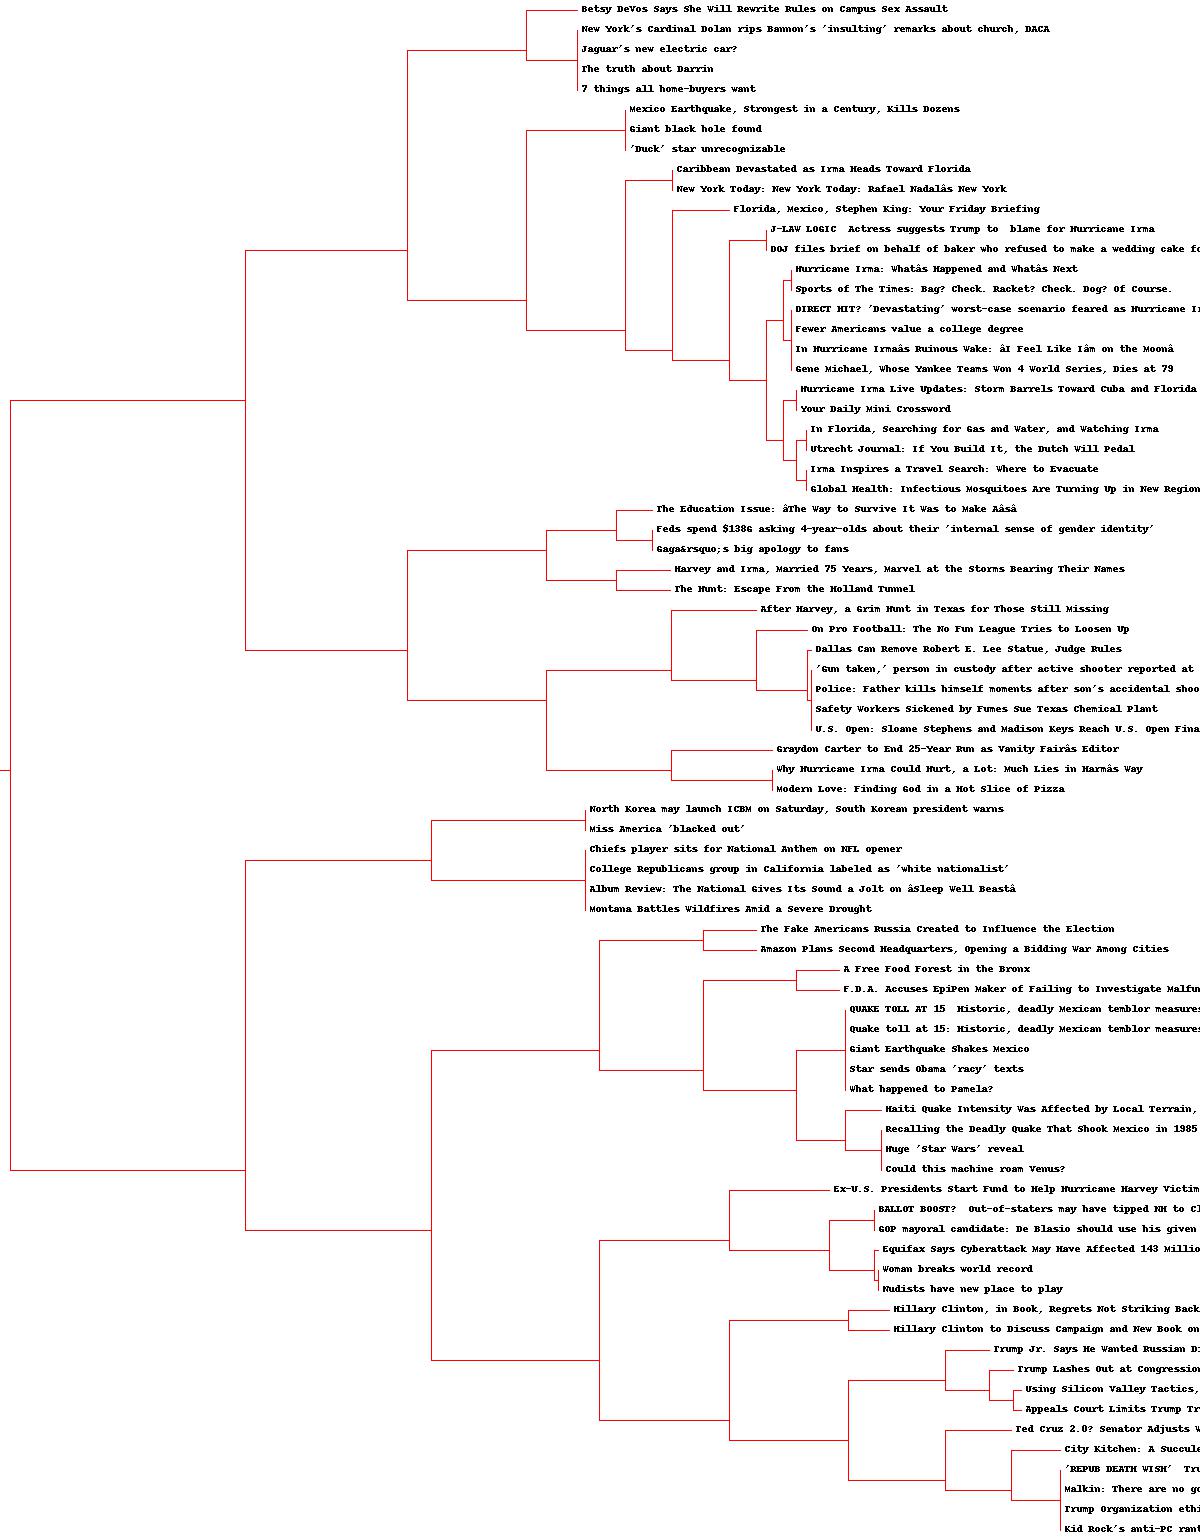 Betsy DeVos Says She Will Rewrite Rules on Campus Sex Assault
New York's Cardinal Dolan rips Bannon's 'insulting' remarks about church, DACA
Jaguar's new electric car?
The truth about Darrin
7 things all home-buyers want
Mexico Earthquake, Strongest in a Century, Kills Dozens
Giant black hole found
'Duck' star unrecognizable
Caribbean Devastated as Irma Heads Toward Florida
New York Today: New York Today: Rafael Nadalâs New York
Florida, Mexico, Stephen King: Your Friday Briefing
J-LAW LOGIC  Actress suggests Trump to  blame for Hurricane Irma
DOJ files brief on behalf of baker who refused to make a wedding cake fo
Hurricane Irma: Whatâs Happened and Whatâs Next
Sports of The Times: Bag? Check. Racket? Check. Dog? Of Course.
DIRECT HIT? 'Devastating' worst-case scenario feared as Hurricane Ir
Fewer Americans value a college degree
In Hurricane Irmaâs Ruinous Wake: âI Feel Like Iâm on the Moonâ
Gene Michael, Whose Yankee Teams Won 4 World Series, Dies at 79
Hurricane Irma Live Updates: Storm Barrels Toward Cuba and Florida
Your Daily Mini Crossword
In Florida, Searching for Gas and Water, and Watching Irma
Utrecht Journal: If You Build It, the Dutch Will Pedal
Irma Inspires a Travel Search: Where to Evacuate
Global Health: Infectious Mosquitoes Are Turning Up in New Region
The Education Issue: âThe Way to Survive It Was to Make Aâsâ
Feds spend $138G asking 4-year-olds about their 'internal sense of gender identity'
Gaga&rsquo;s big apology to fans
Harvey and Irma, Married 75 Years, Marvel at the Storms Bearing Their Names
The Hunt: Escape From the Holland Tunnel
After Harvey, a Grim Hunt in Texas for Those Still Missing
On Pro Football: The No Fun League Tries to Loosen Up
Dallas Can Remove Robert E. Lee Statue, Judge Rules
'Gun taken,' person in custody after active shooter reported at
Police: Father kills himself moments after son's accidental shoo
Safety Workers Sickened by Fumes Sue Texas Chemical Plant
U.S. Open: Sloane Stephens and Madison Keys Reach U.S. Open Fina
Graydon Carter to End 25-Year Run as Vanity Fairâs Editor
Why Hurricane Irma Could Hurt, a Lot: Much Lies in Harmâs Way
Modern Love: Finding God in a Hot Slice of Pizza
North Korea may launch ICBM on Saturday, South Korean president warns
Miss America 'blacked out'
Chiefs player sits for National Anthem on NFL opener
College Republicans group in California labeled as 'white nationalist'
Album Review: The National Gives Its Sound a Jolt on âSleep Well Beastâ
Montana Battles Wildfires Amid a Severe Drought
The Fake Americans Russia Created to Influence the Election
Amazon Plans Second Headquarters, Opening a Bidding War Among Cities
A Free Food Forest in the Bronx
F.D.A. Accuses EpiPen Maker of Failing to Investigate Malfun
QUAKE TOLL AT 15  Historic, deadly Mexican temblor measures
Quake toll at 15: Historic, deadly Mexican temblor measures
Giant Earthquake Shakes Mexico
Star sends Obama 'racy' texts
What happened to Pamela?
Haiti Quake Intensity Was Affected by Local Terrain,
Recalling the Deadly Quake That Shook Mexico in 1985
Huge 'Star Wars' reveal
Could this machine roam Venus?
Ex-U.S. Presidents Start Fund to Help Hurricane Harvey Victim
BALLOT BOOST?  Out-of-staters may have tipped NH to Cl
GOP mayoral candidate: De Blasio should use his given
Equifax Says Cyberattack May Have Affected 143 Millio
Woman breaks world record
Nudists have new place to play
Hillary Clinton, in Book, Regrets Not Striking Back
Hillary Clinton to Discuss Campaign and New Book on
Trump Jr. Says He Wanted Russian Di
Trump Lashes Out at Congression
Using Silicon Valley Tactics,
Appeals Court Limits Trump Tr
Ted Cruz 2.0? Senator Adjusts W
City Kitchen: A Succule
'REPUB DEATH WISH'  Tru
Malkin: There are no go
Trump Organization ethi
Kid Rock's anti-PC rant